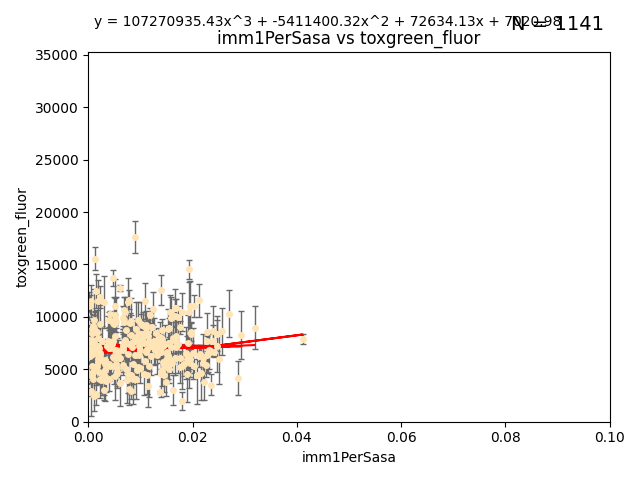 y = 107270935.43x^3 + -5411400.32x^2 + 72634.13x + 7020.98
N = 1141
imm1PerSasa vs toxgreen_fluor
35000
30000
25000
20000
15000
10000
5000
0
toxgreen_fluor
0.00 0.02 0.04 0.06 0.08 0.10
imm1PerSasa